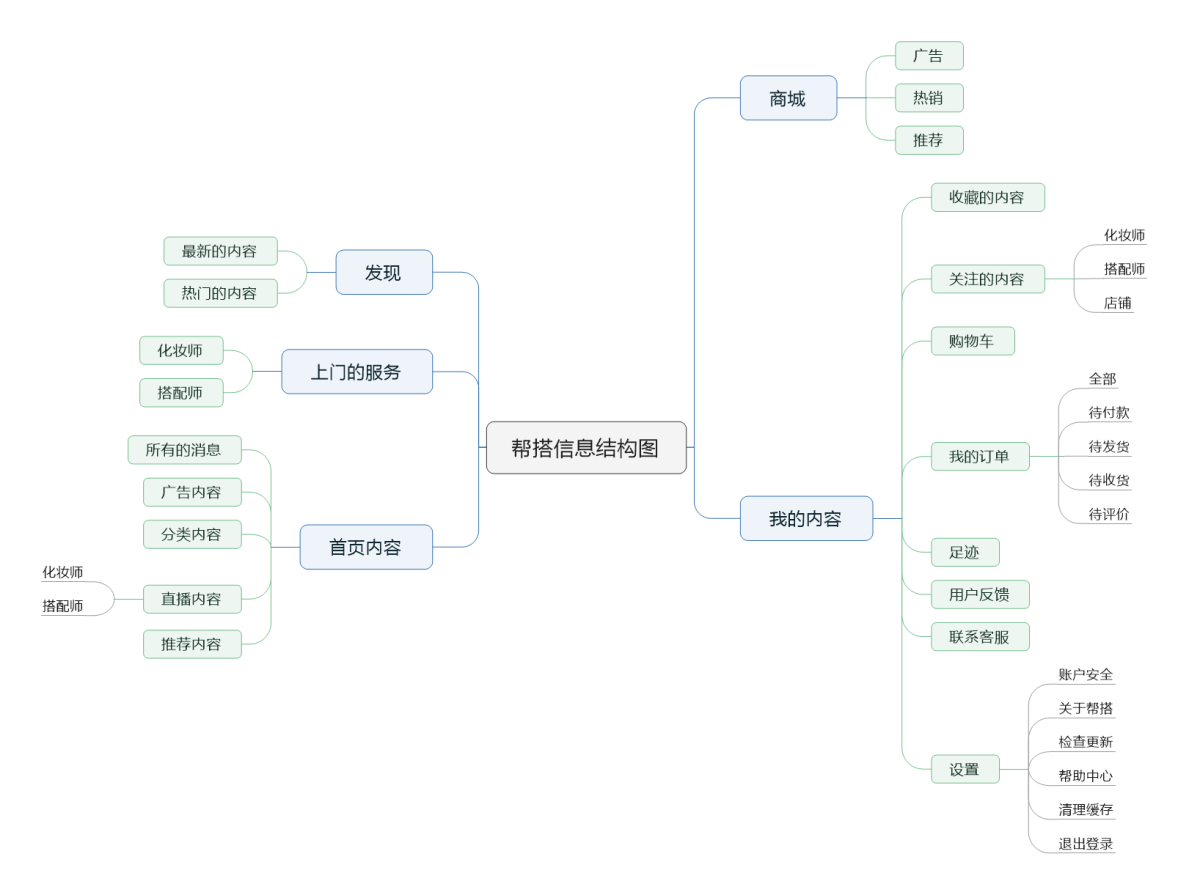 帮搭信息结构图
商城
广告
热销
推荐
我的内容
收藏的内容
关注的内容
化妆师
搭配师
店铺
购物车
我的订单
全部
待付款
待发货
待收货
待评价
足迹
用户反馈
联系客服
设置
账户安全
关于帮搭
检查更新
帮助中心
清理缓存
退出登录
发现
最新的内容
热门的内容
上门的服务
化妆师
搭配师
首页内容
所有的消息
广告内容
分类内容
直播内容
化妆师
搭配师
推荐内容